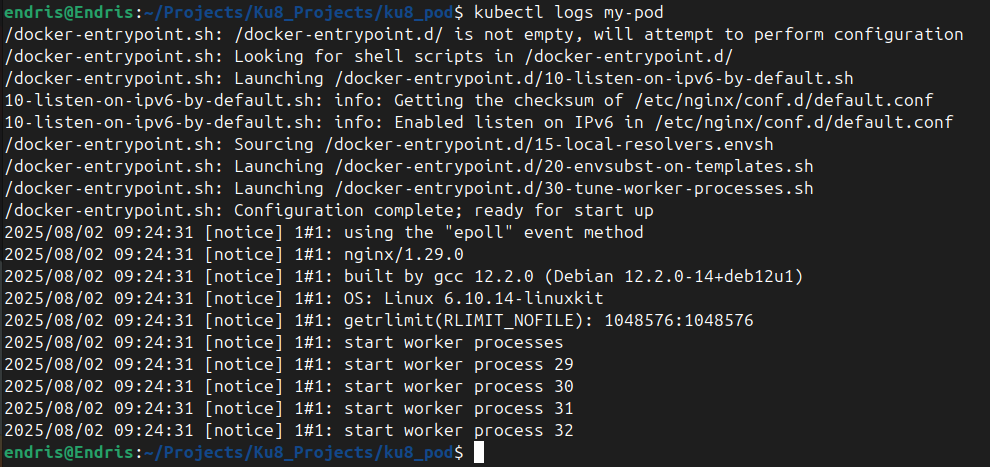 endris@Endris:~/Projects/Ku8_Projects/ku8_pod$ kubectl logs my-pod
/docker-entrypoint.sh: /docker-entrypoint.d/ is not empty, will attempt to perform configuration
/docker-entrypoint.sh: Looking for shell scripts in /docker-entrypoint.d/
/docker-entrypoint.sh: Launching /docker-entrypoint.d/10-listen-on-ipv6-by-default.sh
10-listen-on-ipv6-by-default.sh: info: Getting the checksum of /etc/nginx/conf.d/default.conf
10-listen-on-ipv6-by-default.sh: info: Enabled listen on IPv6 in /etc/nginx/conf.d/default.conf
/docker-entrypoint.sh: Sourcing /docker-entrypoint.d/15-local-resolvers.envsh
/docker-entrypoint.sh: Launching /docker-entrypoint.d/20-envsubst-on-templates.sh
/docker-entrypoint.sh: Launching /docker-entrypoint.d/30-tune-worker-processes.sh
/docker-entrypoint.sh: Configuration complete; ready for start up
2025/08/02 09:24:31 [notice] 1#1: using the "epoll" event method
2025/08/02 09:24:31 [notice] 1#1: nginx/1.29.0
2025/08/02 09:24:31 [notice] 1#1: built by gcc 12.2.0 (Debian 12.2.0-14+deb12u1)
2025/08/02 09:24:31 [notice] 1#1: OS: Linux 6.10.14-linuxkit
2025/08/02 09:24:31 [notice] 1#1: getrlimit(RLIMIT_NOFILE): 1048576:1048576
2025/08/02 09:24:31 [notice] 1#1: start worker processes
2025/08/02 09:24:31 [notice] 1#1: start worker process 29
2025/08/02 09:24:31 [notice] 1#1: start worker process 30
2025/08/02 09:24:31 [notice] 1#1: start worker process 31
2025/08/02 09:24:31 [notice] 1#1: start worker process 32
endris@Endris:~/Projects/Ku8_Projects/ku8_pod$